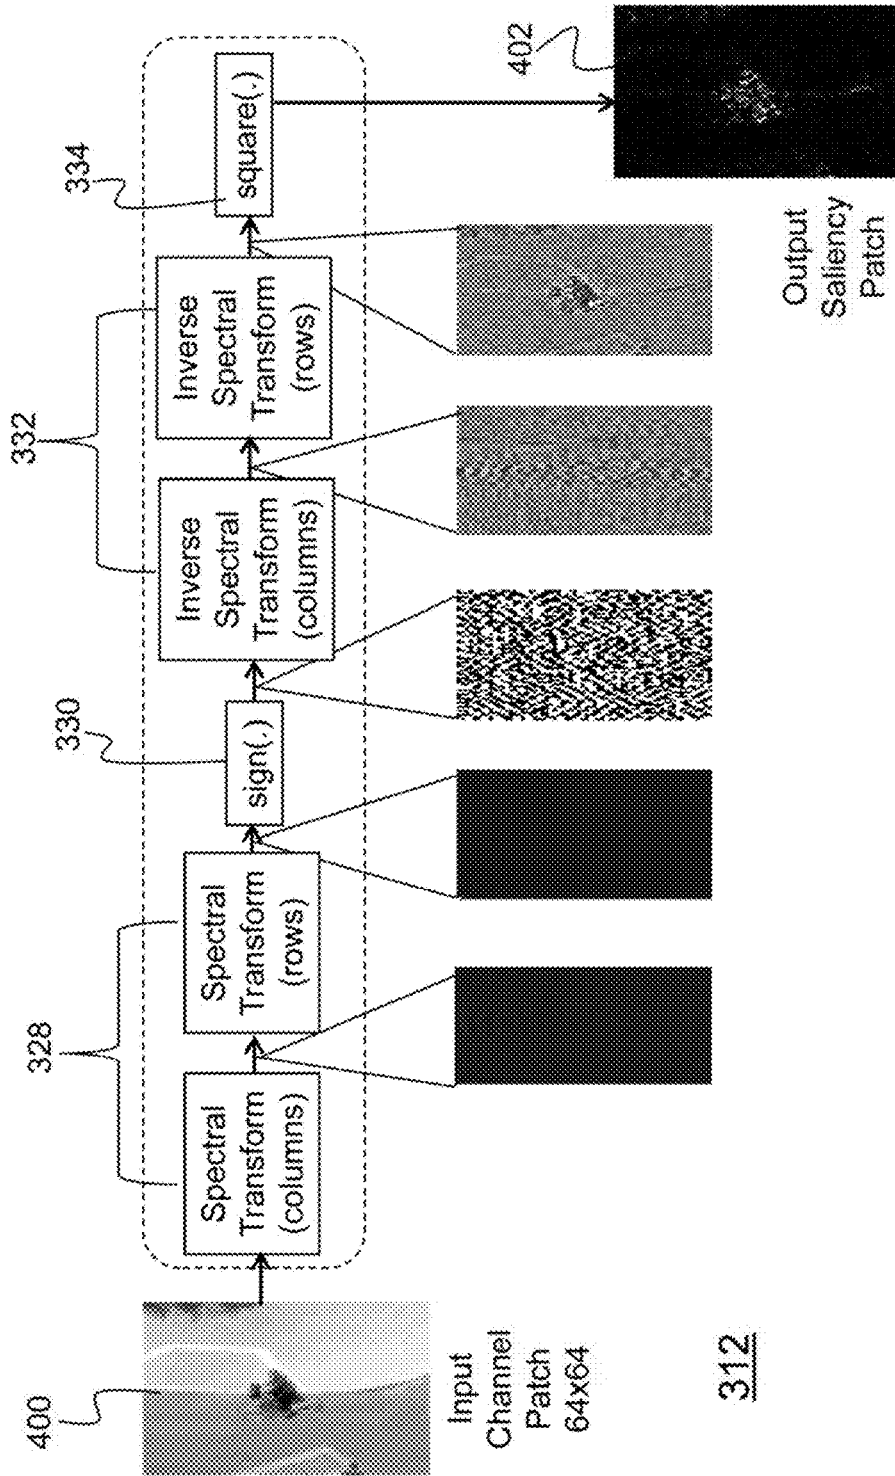 400
Input
Channel
Patch
64x64
312
328
Spectral
Transform
(columns)
Spectral
Transform
(rows)
330
sign(.)
332
Inverse
Spectral
Transform
(columns)
Inverse
Spectral
Transform
(rows)
334
square(.)
402
Output
Saliency
Patch